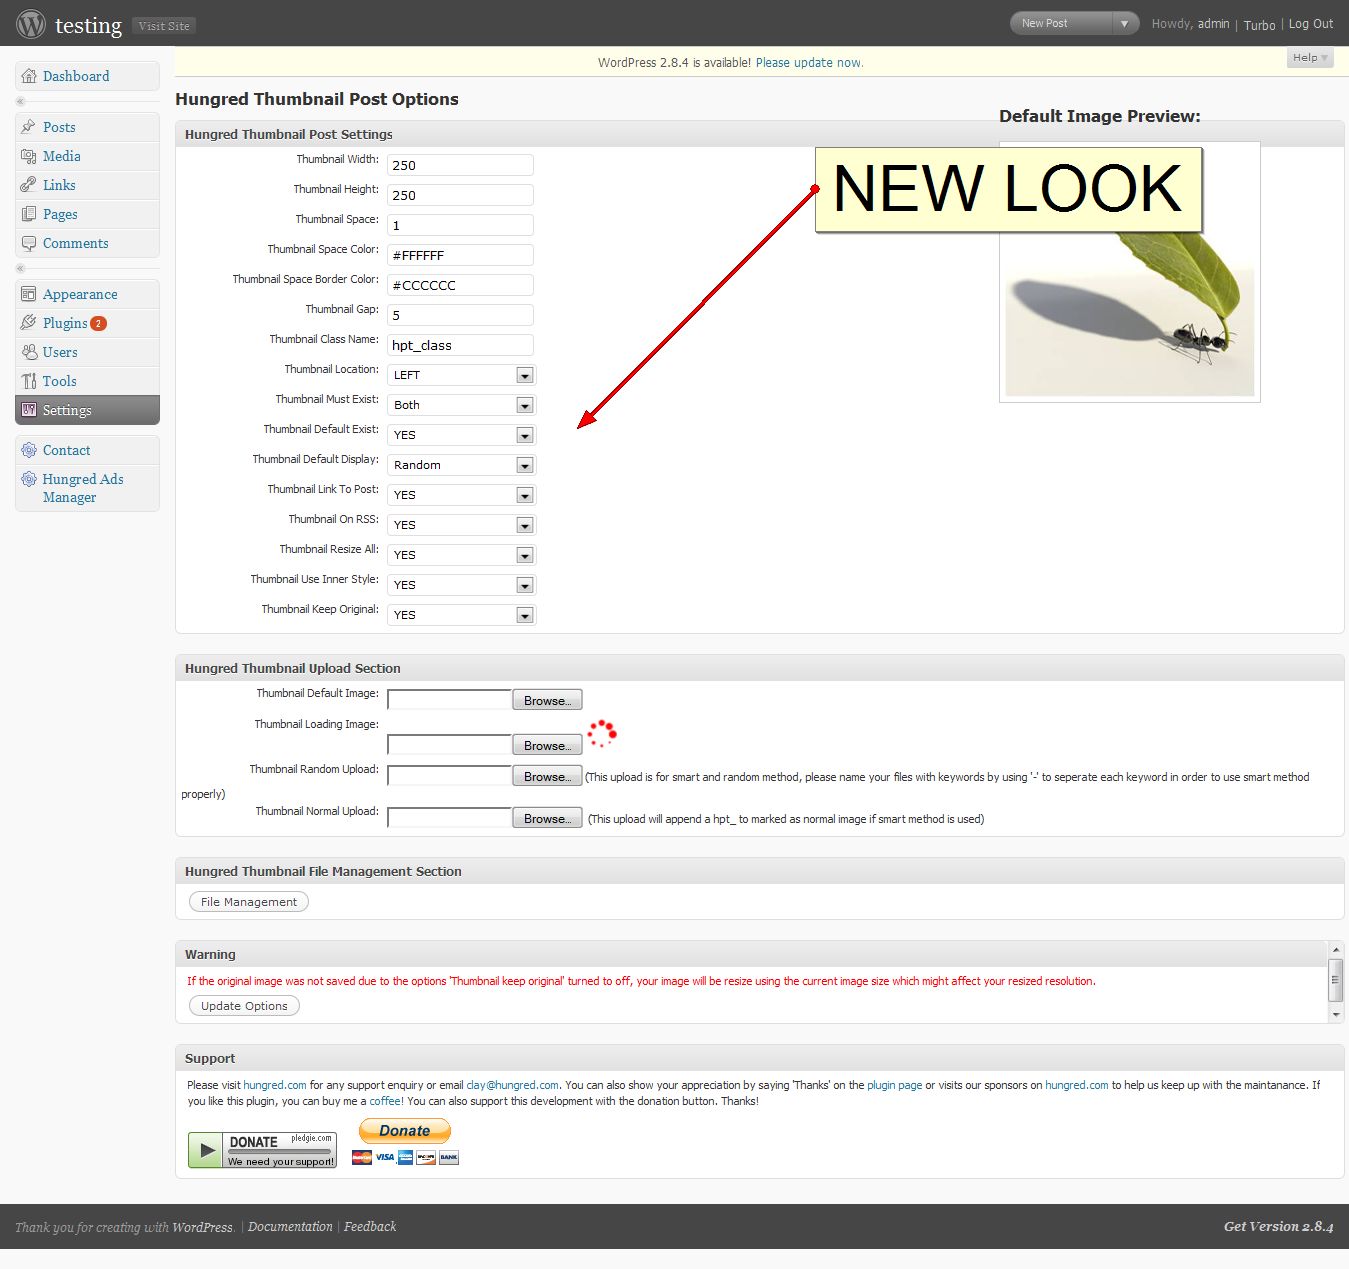 testing Visit Site
New Post
Howdy, admin | Turbo | Log Out
WordPress 2.8.4 is available! Please update now.
Help
Dashboard
Posts
Media
Links
Pages
Comments
Appearance
Plugins 2
Users
Tools
Settings
Contact
Hungred Ads
Manager
Hungred Thumbnail Post Options
Default Image Preview:
NEW LOOK
Hungred Thumbnail Post Settings
Thumbnail Width: 250
Thumbnail Height: 250
Thumbnail Space: 1
Thumbnail Space Color: #FFFFFF
Thumbnail Space Border Color: #CCCCCC
Thumbnail Gap: 5
Thumbnail Class Name: hpt_class
Thumbnail Location: LEFT
Thumbnail Must Exist: Both
Thumbnail Default Exist: YES
Thumbnail Default Display: Random
Thumbnail Link To Post: YES
Thumbnail On RSS: YES
Thumbnail Resize All: YES
Thumbnail Use Inner Style: YES
Thumbnail Keep Original: YES
Hungred Thumbnail Upload Section
Thumbnail Default Image: Browse...
Thumbnail Loading Image:
Browse...
Thumbnail Random Upload: Browse... (This upload is for smart and random method, please name your files with keywords by using '-' to seperate each keyword in order to use smart method
properly)
Thumbnail Normal Upload: Browse... (This upload will append a hpt_ to marked as normal image if smart method is used)
Hungred Thumbnail File Management Section
File Management
Warning
If the original image was not saved due to the options 'Thumbnail keep original' turned to off, your image will be resize using the current image size which might affect your resized resolution.
Update Options
Support
Please visit hungred.com for any support enquiry or email clay@hungred.com. You can also show your appreciation by saying 'Thanks' on the plugin page or visits our sponsors on hungred.com to help us keep up with the maintanance. If
you like this plugin, you can buy me a coffee! You can also support this development with the donation button. Thanks!
DONATE pledgie.com
We need your support!
Donate
MasterCard VISA DISCOVER BANK
Thank you for creating with WordPress. | Documentation | Feedback
Get Version 2.8.4